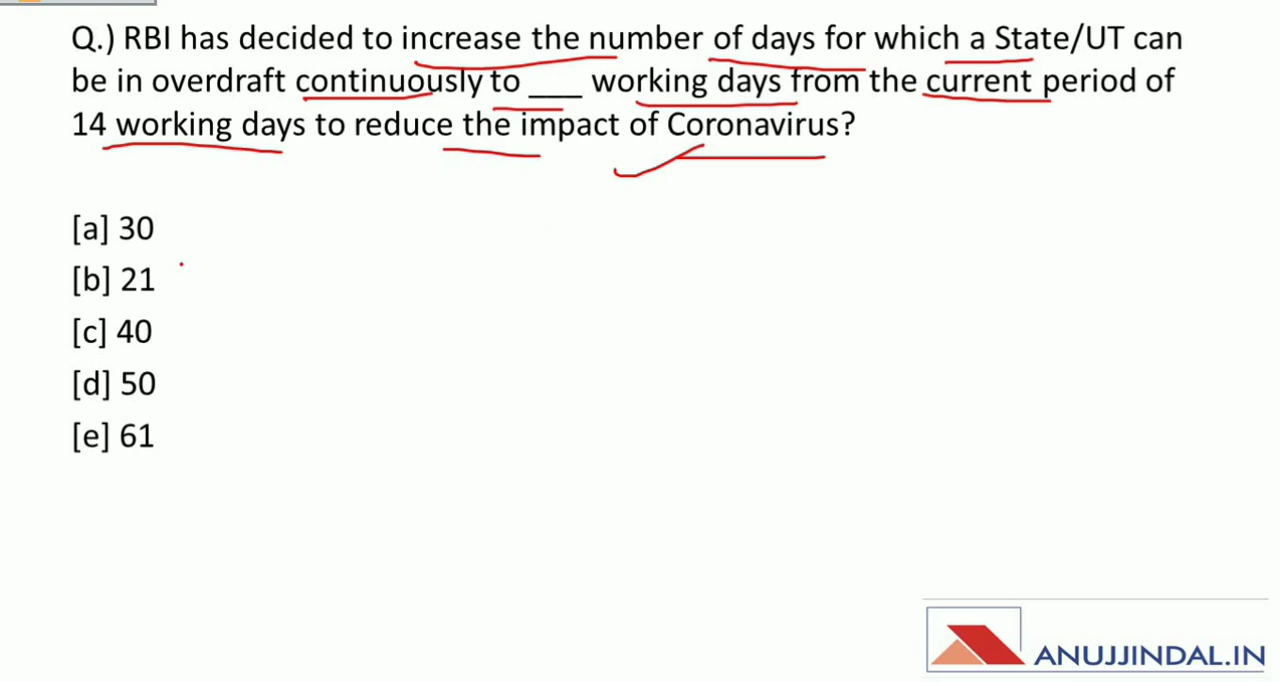 Q.) RBI has decided to increase the number of days for which a State/UT can
be in overdraft continuously to ___ working days from the current period of
14 working days to reduce the impact of Coronavirus?
[a] 30
[b] 21
[c] 40
[d] 50
[e] 61
ANUJJINDAL.IN